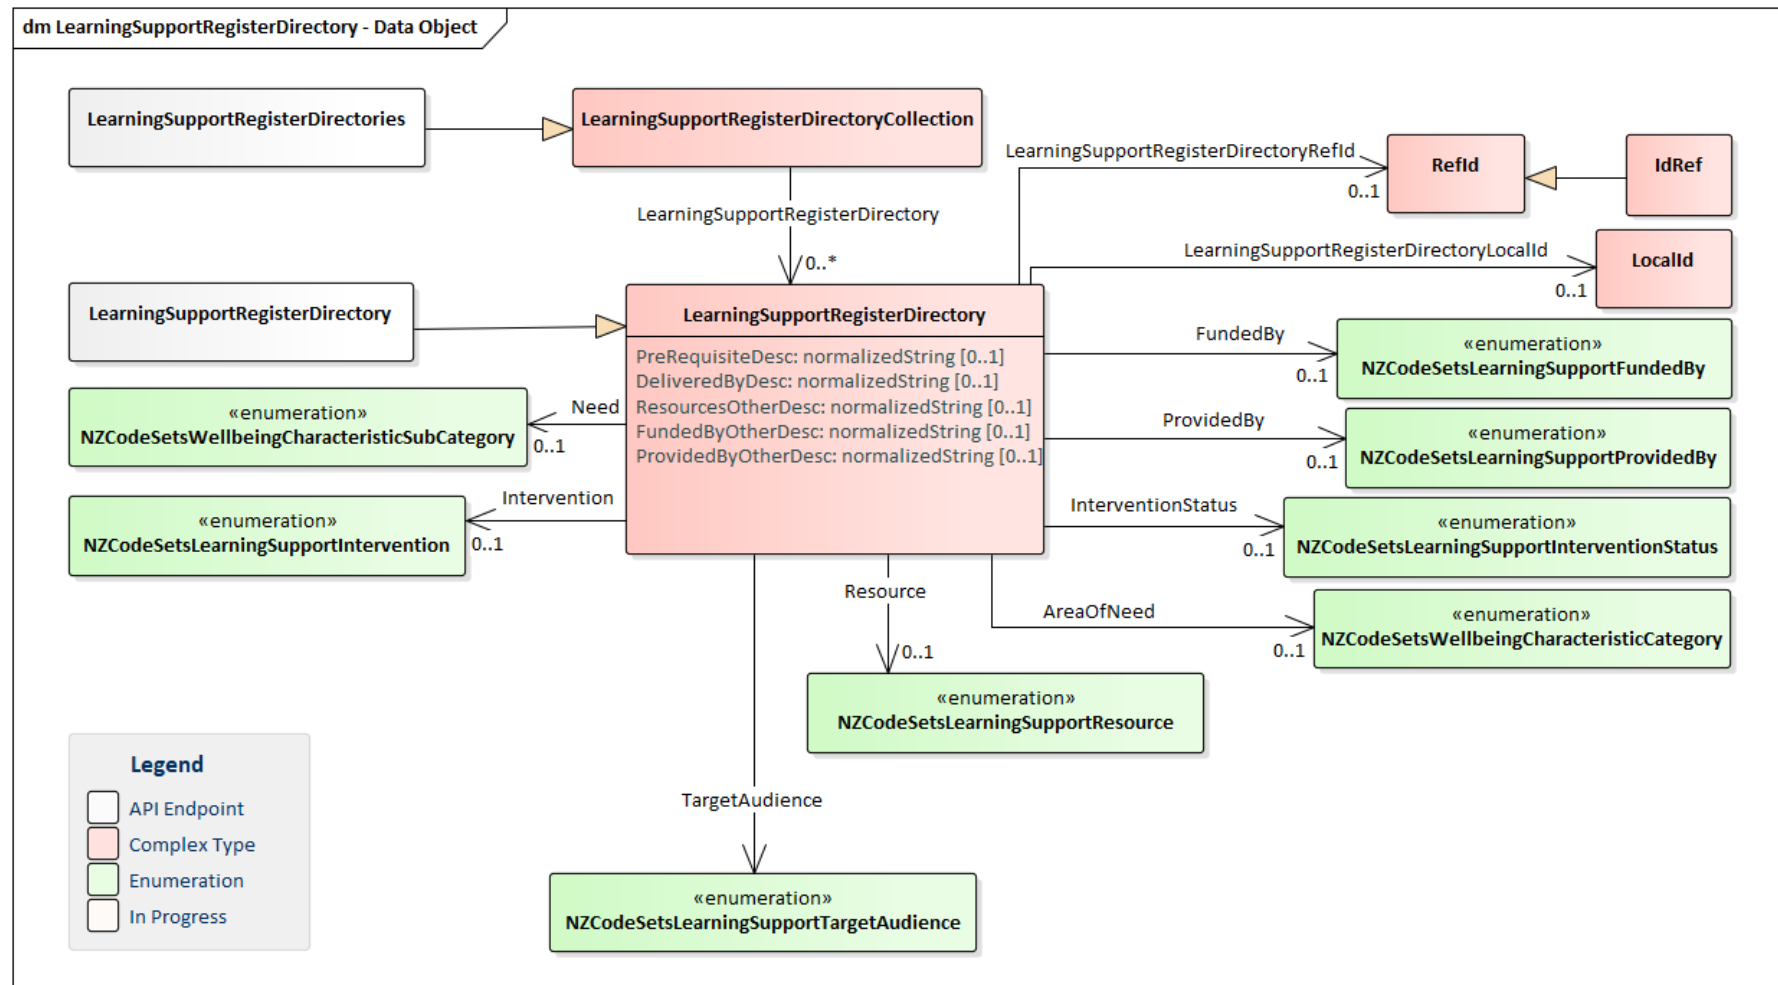 dm LearningSupportRegisterDirectory - Data Object
LearningSupportRegisterDirectories
LearningSupportRegisterDirectoryCollection
LearningSupportRegisterDirectoryRefId
0..1
RefId
IdRef
LearningSupportRegisterDirectory
0..*
LearningSupportRegisterDirectoryLocalId
0..1
LocalId
LearningSupportRegisterDirectory
LearningSupportRegisterDirectory
PreRequisiteDesc: normalizedString [0..1]
DeliveredByDesc: normalizedString [0..1]
ResourcesOtherDesc: normalizedString [0..1]
FundedByOtherDesc: normalizedString [0..1]
ProvidedByOtherDesc: normalizedString [0..1]
FundedBy
0..1
«enumeration»
NZCodeSetsLearningSupportFundedBy
Need
0..1
«enumeration»
NZCodeSetsWellbeingCharacteristicSubCategory
ProvidedBy
0..1
«enumeration»
NZCodeSetsLearningSupportProvidedBy
Intervention
0..1
«enumeration»
NZCodeSetsLearningSupportIntervention
InterventionStatus
0..1
«enumeration»
NZCodeSetsLearningSupportInterventionStatus
Resource
0..1
«enumeration»
NZCodeSetsLearningSupportResource
AreaOfNeed
0..1
«enumeration»
NZCodeSetsWellbeingCharacteristicCategory
TargetAudience
«enumeration»
NZCodeSetsLearningSupportTargetAudience
Legend
API Endpoint
Complex Type
Enumeration
In Progress